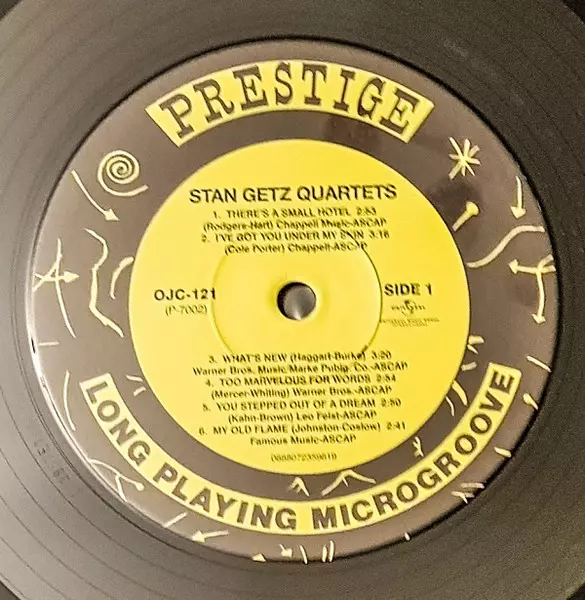 PRESTIGE
STAN GETZ QUARTETS
1. THERE'S A SMALL HOTEL 2:53
(Rodgers-Hart) Chappell Music-ASCAP
2. I'VE GOT YOU UNDER MY SKIN 3:16
(Cole Porter) Chappell-ASCAP
OJC-121
(P-7002)
SIDE 1
3. WHAT'S NEW (Haggart-Burke) 3:20
Warner Bros. Music/Marke Publg. Co.-ASCAP
4. TOO MARVELOUS FOR WORDS 2:54
(Mercer-Whiting) Warner Bros.-ASCAP
5. YOU STEPPED OUT OF A DREAM 2:50
(Kahn-Brown) Leo Feist-ASCAP
6. MY OLD FLAME (Johnston-Coslow) 2:41
Famous Music-ASCAP
LONG PLAYING MICROGROOVE